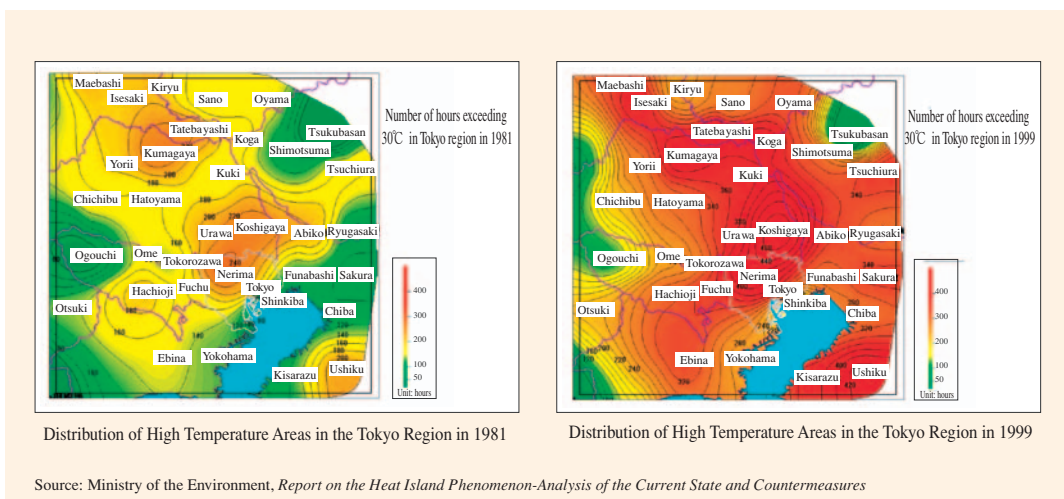 Maebashi
Kiryu
Isesaki
Sano
Oyama
Tatebayashi
Koga
Tsukubasan
Shimotsuma
Kumagaya
Yorii
Kuki
Tsuchiura
Chichibu
Hatoyama
Urawa
Koshigaya
Abiko
Ryugasaki
Ogouchi
Ome
Tokorozawa
Nerima
Funabashi
Sakura
Hachioji
Fuchu
Tokyo
Shinkiba
Otsuki
Chiba
Ebina
Yokohama
Kisarazu
Ushiku
Number of hours exceeding
30℃ in Tokyo region in 1981
400
300
200
100
50
Unit: hours
Distribution of High Temperature Areas in the Tokyo Region in 1981
Maebashi
Kiryu
Isesaki
Sano
Oyama
Tatebayashi
Koga
Tsukubasan
Shimotsuma
Kumagaya
Yorii
Kuki
Tsuchiura
Chichibu
Hatoyama
Urawa
Koshigaya
Abiko
Ryugasaki
Ogouchi
Ome
Tokorozawa
Nerima
Funabashi
Sakura
Hachioji
Fuchu
Tokyo
Shinkiba
Otsuki
Chiba
Ebina
Yokohama
Kisarazu
Ushiku
Number of hours exceeding
30℃ in Tokyo region in 1999
400
300
200
100
50
Unit: hours
Distribution of High Temperature Areas in the Tokyo Region in 1999
Source: Ministry of the Environment, Report on the Heat Island Phenomenon-Analysis of the Current State and Countermeasures